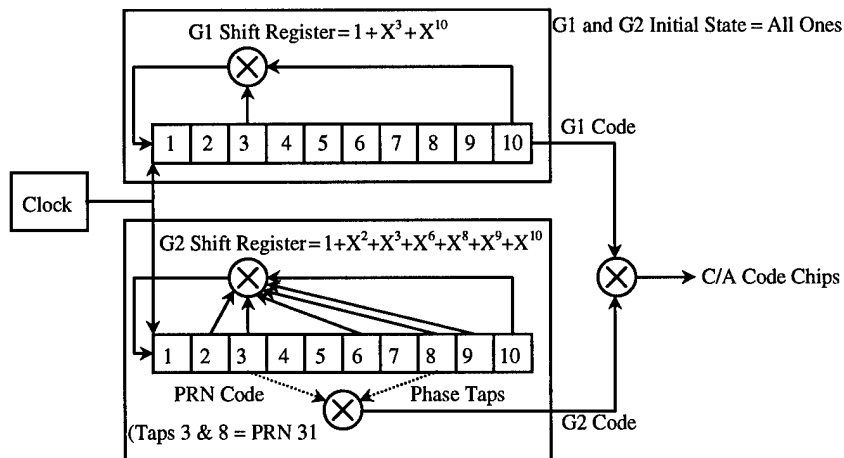 G1 Shift Register = 1 + X^3 + X^10
G1 and G2 Initial State = All Ones
1 2 3 4 5 6 7 8 9 10
G1 Code
Clock
G2 Shift Register = 1+X^2+X^3+X^6+X^8+X^9+X^10
C/A Code Chips
1 2 3 4 5 6 7 8 9 10
PRN Code
Phase Taps
(Taps 3 & 8 = PRN 31
G2 Code